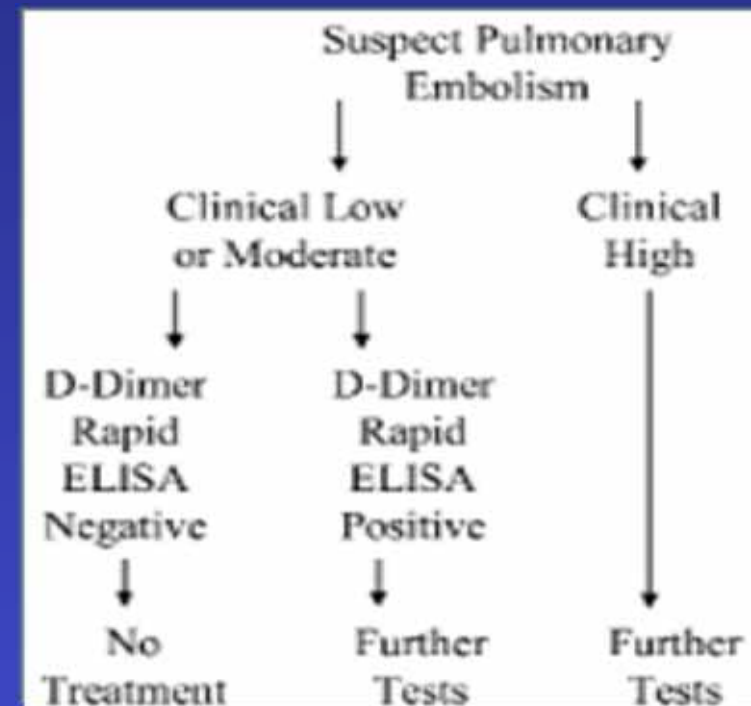 Suspect Pulmonary
Embolism
Clinical Low
or Moderate
Clinical
High
D-Dimer
Rapid
ELISA
Negative
D-Dimer
Rapid
ELISA
Positive
No
Treatment
Further
Tests
Further
Tests